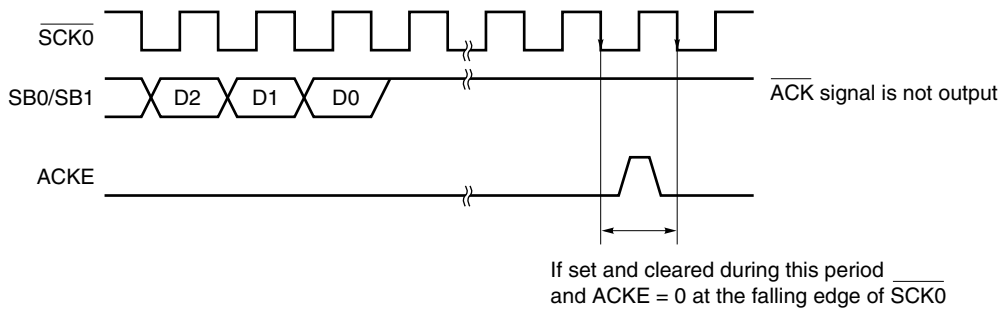 SCK0
SB0/SB1
D2
D1
D0
ACK signal is not output
ACKE
If set and cleared during this period
and ACKE = 0 at the falling edge of SCK0